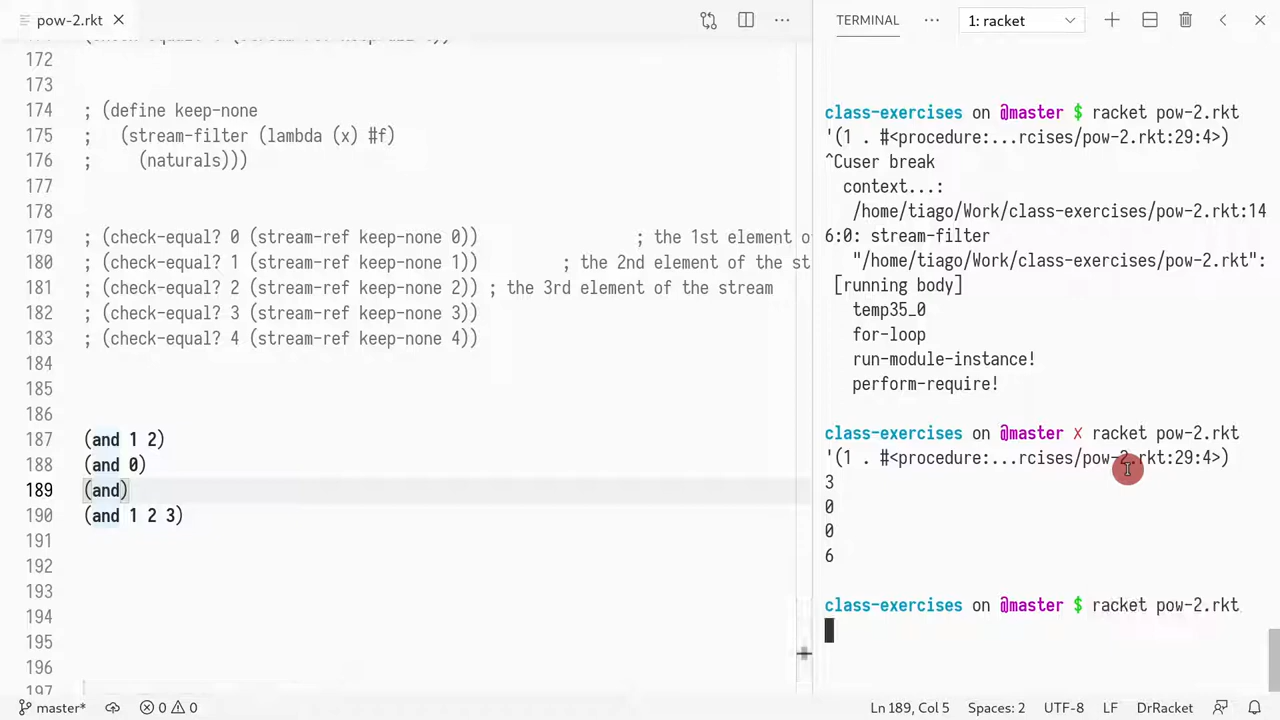 pow-2.rkt
TERMINAL
1: racket
172
173
174 ; (define keep-none
175 ;   (stream-filter (lambda (x) #f)
176 ;     (naturals)))
177
178
179 ; (check-equal? 0 (stream-ref keep-none 0)) ; the 1st element o
180 ; (check-equal? 1 (stream-ref keep-none 1)) ; the 2nd element of the st
181 ; (check-equal? 2 (stream-ref keep-none 2)) ; the 3rd element of the stream
182 ; (check-equal? 3 (stream-ref keep-none 3))
183 ; (check-equal? 4 (stream-ref keep-none 4))
184
185
186
187 (and 1 2)
188 (and 0)
189 (and)
190 (and 1 2 3)
191
192
193
194
195
196
197
class-exercises on @master $ racket pow-2.rkt
'(1 . #<procedure:...rcises/pow-2.rkt:29:4>)
^Cuser break
context...:
/home/tiago/Work/class-exercises/pow-2.rkt:14
6:0: stream-filter
"/home/tiago/Work/class-exercises/pow-2.rkt":
[running body]
temp35_0
for-loop
run-module-instance!
perform-require!
class-exercises on @master ✗ racket pow-2.rkt
'(1 . #<procedure:...rcises/pow-2.rkt:29:4>)
3
0
0
6
class-exercises on @master $ racket pow-2.rkt
master*
0
0
Ln 189, Col 5
Spaces: 2
UTF-8
LF
DrRacket